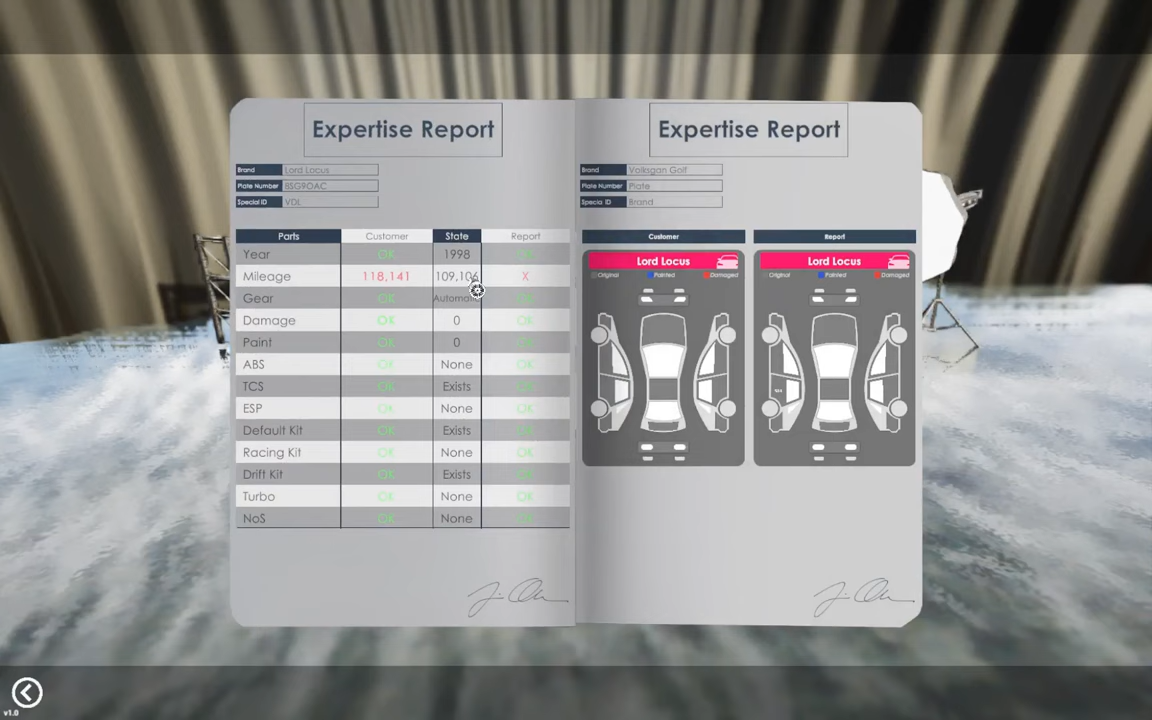 Expertise Report
Brand Lord Locus
Plate Number BSG9OAC
Special ID VDL
Parts Customer State Report
Year OK 1998 OK
Mileage 118,141 109,106 X
Gear OK Automatic OK
Damage OK 0 OK
Paint OK 0 OK
ABS OK None OK
TCS OK Exists OK
ESP OK None OK
Default Kit OK Exists OK
Racing Kit OK None OK
Drift Kit OK Exists OK
Turbo OK None OK
NoS OK None OK
Expertise Report
Brand Volksgan Golf
Plate Number Plate
Special ID Brand
Customer Report
Lord Locus Lord Locus
Original Painted Damaged Original Painted Damaged
v1.0